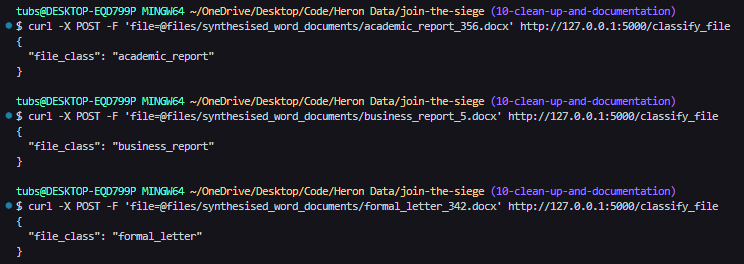 tubs@DESKTOP-EQD799P MINGW64 ~/OneDrive/Desktop/Code/Heron Data/join-the-siege (10-clean-up-and-documentation)
$ curl -X POST -F 'file=@files/synthesised_word_documents/academic_report_356.docx' http://127.0.0.1:5000/classify_file
{
  "file_class": "academic_report"
}
tubs@DESKTOP-EQD799P MINGW64 ~/OneDrive/Desktop/Code/Heron Data/join-the-siege (10-clean-up-and-documentation)
$ curl -X POST -F 'file=@files/synthesised_word_documents/business_report_5.docx' http://127.0.0.1:5000/classify_file
{
  "file_class": "business_report"
}
tubs@DESKTOP-EQD799P MINGW64 ~/OneDrive/Desktop/Code/Heron Data/join-the-siege (10-clean-up-and-documentation)
$ curl -X POST -F 'file=@files/synthesised_word_documents/formal_letter_342.docx' http://127.0.0.1:5000/classify_file
{
  "file_class": "formal_letter"
}